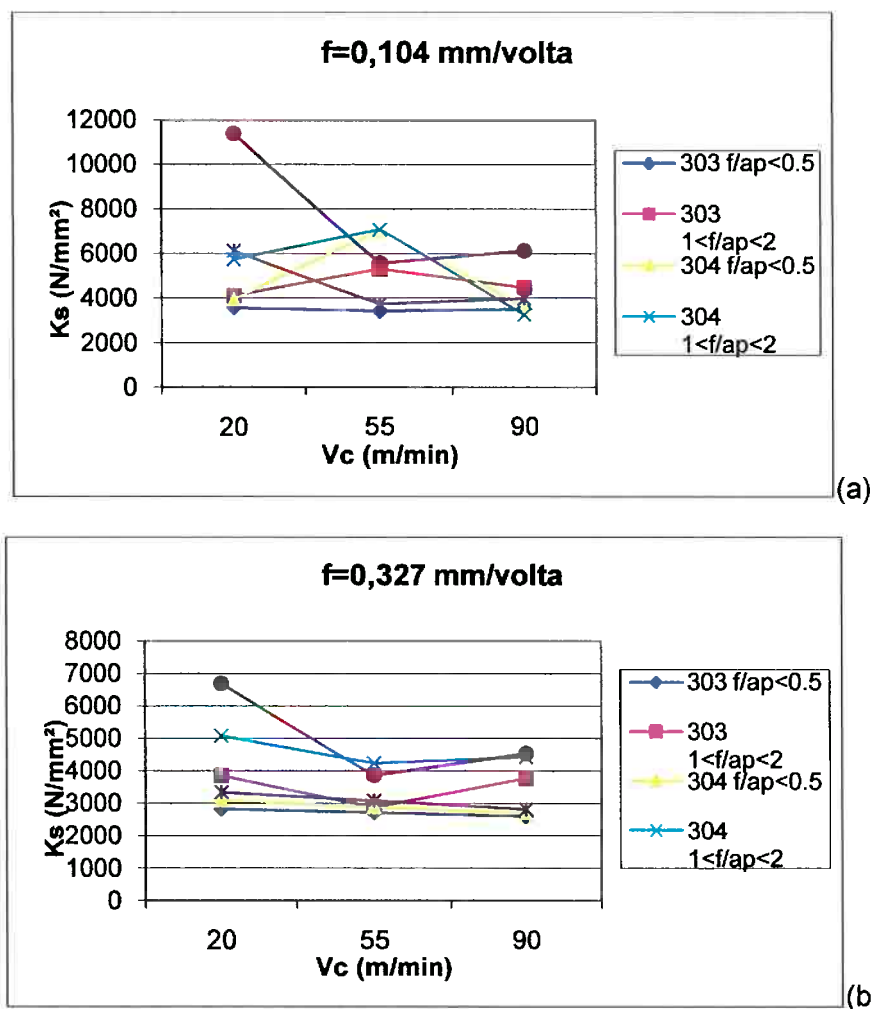 f=0,104 mm/volta
12000
10000
8000
6000
4000
2000
0
Ks (N/mm²)
20 55 90
Vc (m/min)
303 f/ap<0.5
303
1<f/ap<2
304 f/ap<0.5
304
1<f/ap<2
(a)
f=0,327 mm/volta
8000
7000
6000
5000
4000
3000
2000
1000
0
Ks (N/mm²)
20 55 90
Vc (m/min)
303 f/ap<0.5
303
1<f/ap<2
304 f/ap<0.5
304
1<f/ap<2
(b